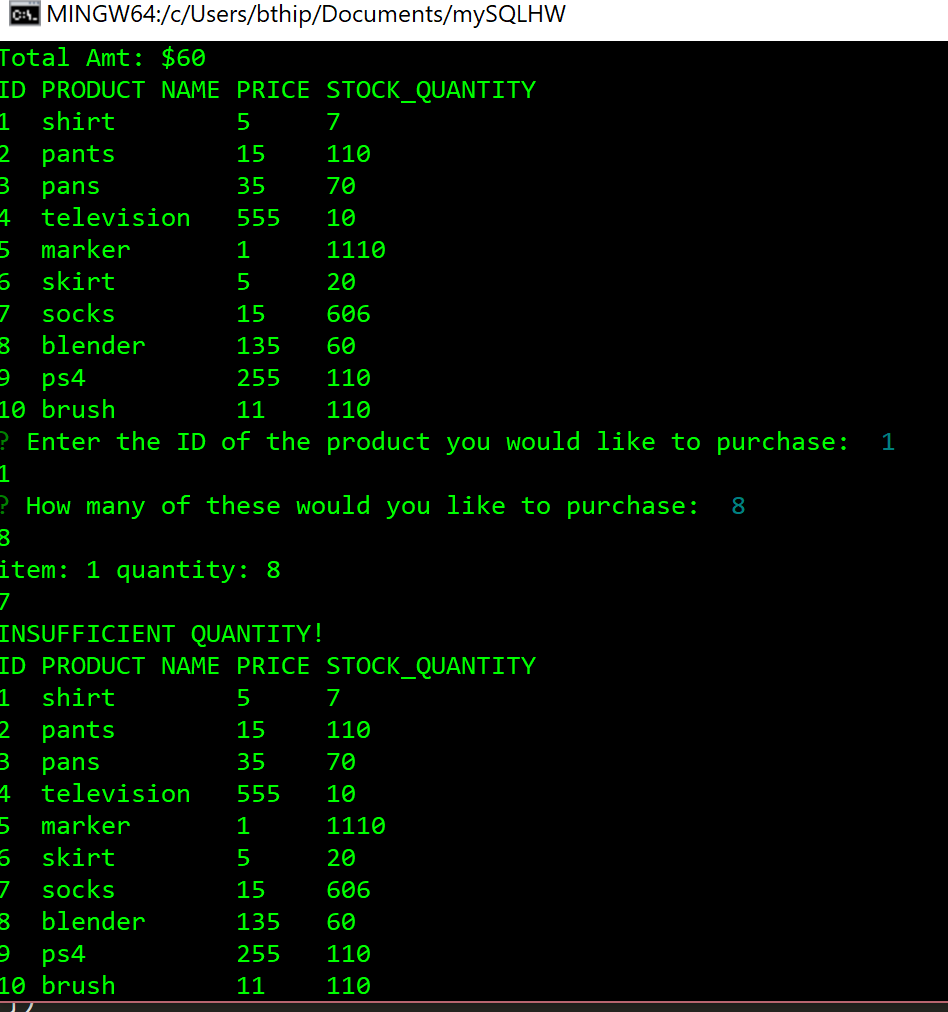 MINGW64:/c/Users/bthip/Documents/mySQLHW
Total Amt: $60
ID PRODUCT NAME PRICE STOCK_QUANTITY
1 shirt 5 7
2 pants 15 110
3 pans 35 70
4 television 555 10
5 marker 1 1110
6 skirt 5 20
7 socks 15 606
8 blender 135 60
9 ps4 255 110
10 brush 11 110
? Enter the ID of the product you would like to purchase: 1
1
? How many of these would you like to purchase: 8
8
item: 1 quantity: 8
7
INSUFFICIENT QUANTITY!
ID PRODUCT NAME PRICE STOCK_QUANTITY
1 shirt 5 7
2 pants 15 110
3 pans 35 70
4 television 555 10
5 marker 1 1110
6 skirt 5 20
7 socks 15 606
8 blender 135 60
9 ps4 255 110
10 brush 11 110